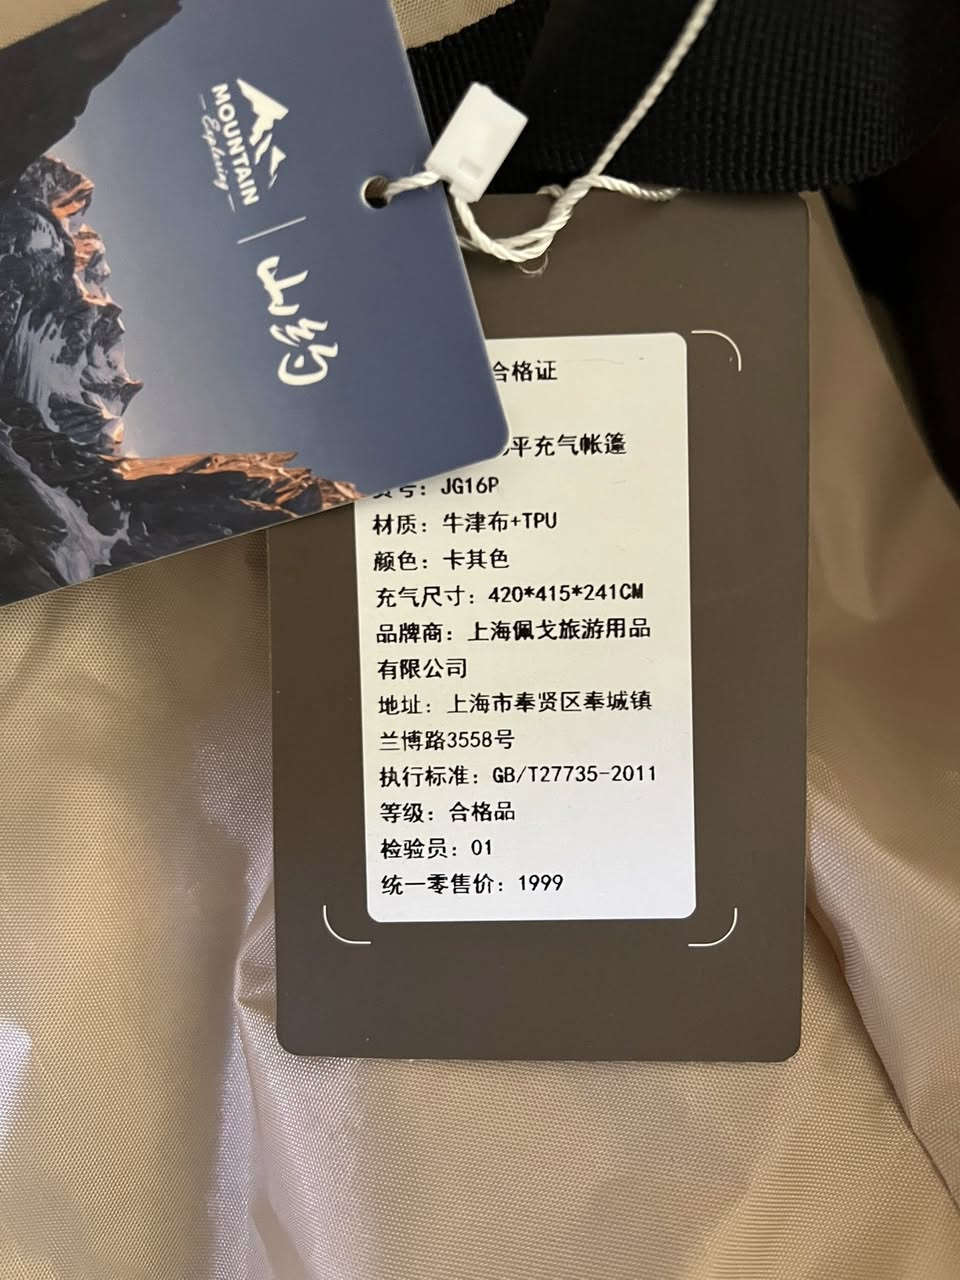 MOUNTAIN
Exploring
山约
合格证
平充气帐篷
货号：JG16P
材质：牛津布+TPU
颜色：卡其色
充气尺寸：420*415*241CM
品牌商：上海佩戈旅游用品
有限公司
地址：上海市奉贤区奉城镇
兰博路3558号
执行标准：GB/T27735-2011
等级：合格品
检验员：01
统一零售价：1999